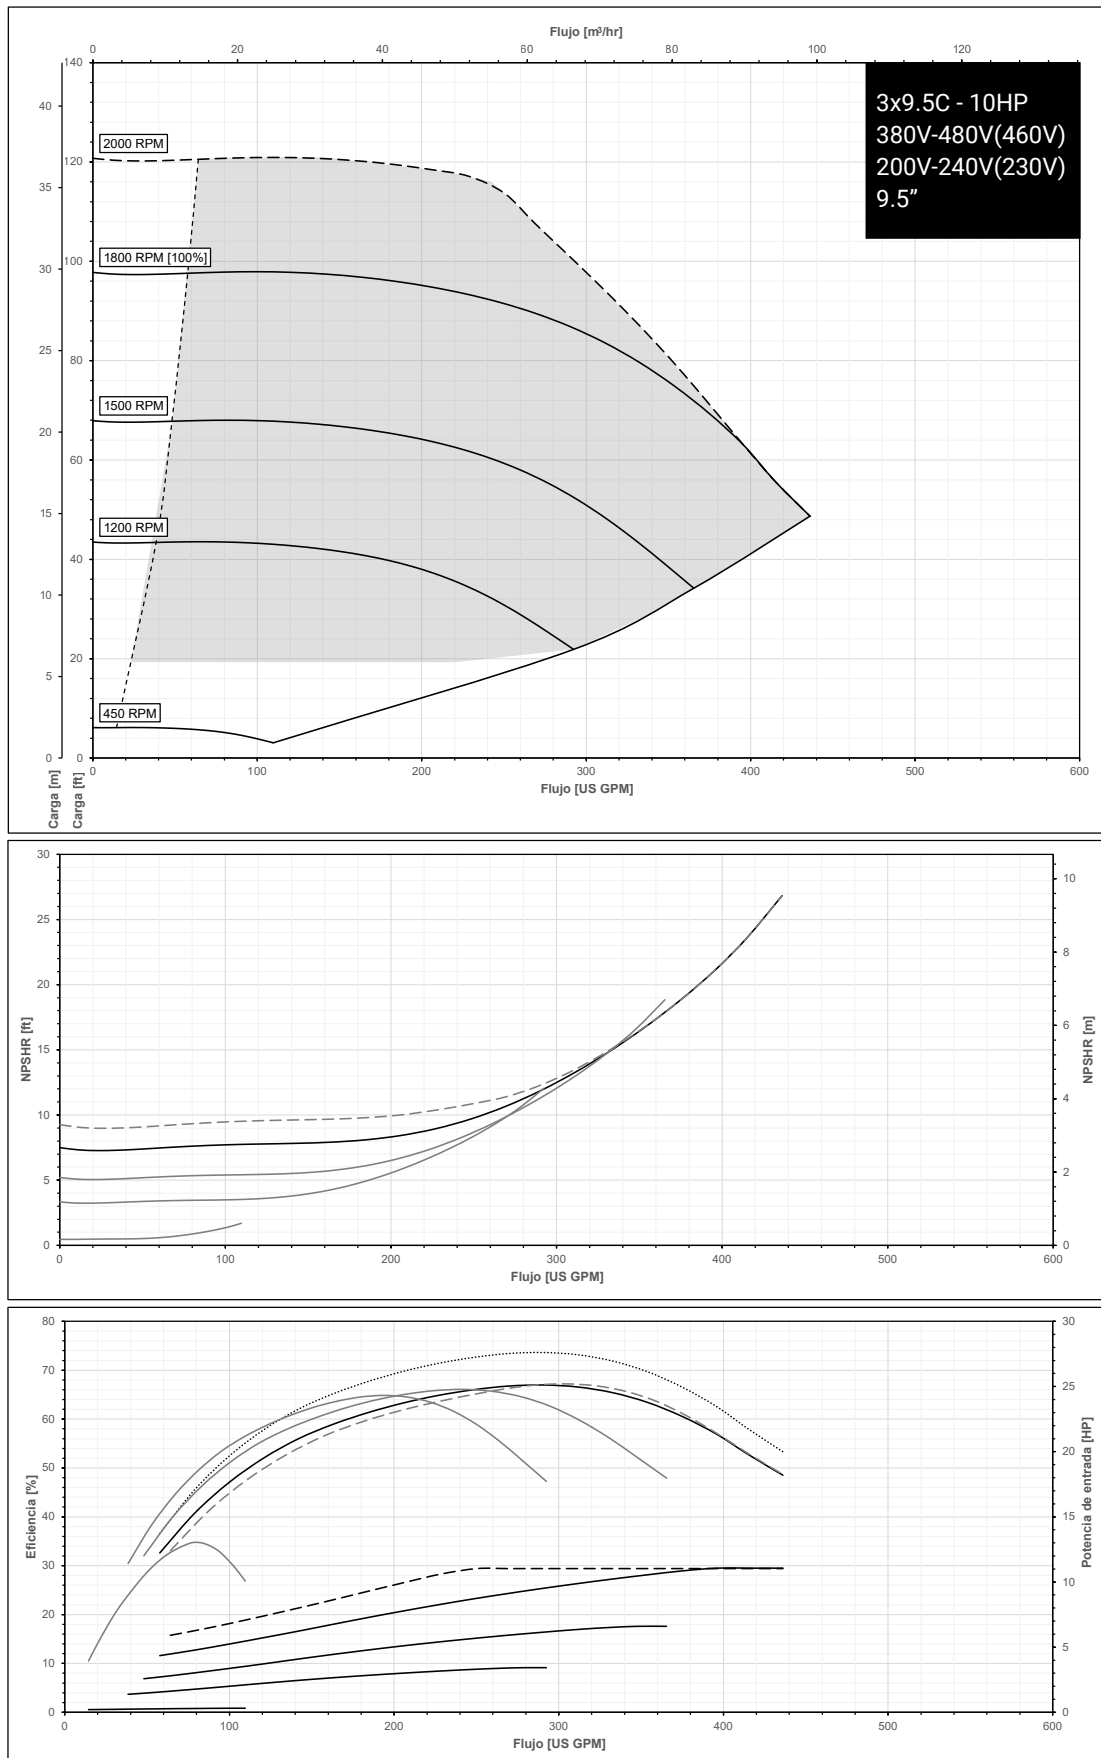 Flujo [m³/hr]
0 20 40 60 80 100 120
3x9.5C - 10HP
380V-480V(460V)
200V-240V(230V)
9.5”
40
35
30
25
20
15
10
5
0
Carga [m]
140
120
100
80
60
40
20
0
Carga [ft]
2000 RPM
1800 RPM [100%]
1500 RPM
1200 RPM
450 RPM
0 100 200 300 400 500 600
Flujo [US GPM]
30
25
20
15
10
5
0
NPSHR [ft]
10
8
6
4
2
0
NPSHR [m]
0 100 200 300 400 500 600
Flujo [US GPM]
80
70
60
50
40
30
20
10
0
Eficiencia [%]
30
25
20
15
10
5
0
Potencia de entrada [HP]
0 100 200 300 400 500 600
Flujo [US GPM]